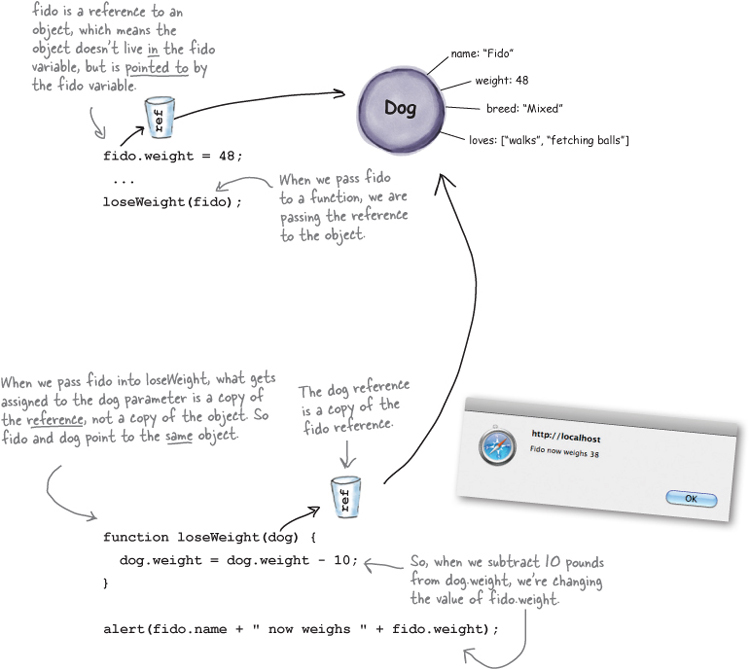 fido is a reference to an
object, which means the
object doesn't live in the fido
variable, but is pointed to by
the fido variable.
ref
Dog
name: "Fido"
weight: 48
breed: "Mixed"
loves: ["walks", "fetching balls"]
fido.weight = 48;
...
loseWeight(fido);
When we pass fido
to a function, we are
passing the reference
to the object.
When we pass fido into loseWeight, what gets
assigned to the dog parameter is a copy of
the reference, not a copy of the object. So
fido and dog point to the same object.
The dog reference
is a copy of the
fido reference.
ref
http://localhost
Fido now weighs 38
OK
function loseWeight(dog) {
dog.weight = dog.weight - 10;
}
So, when we subtract 10 pounds
from dog.weight, we're changing
the value of fido.weight.
alert(fido.name + " now weighs " + fido.weight);